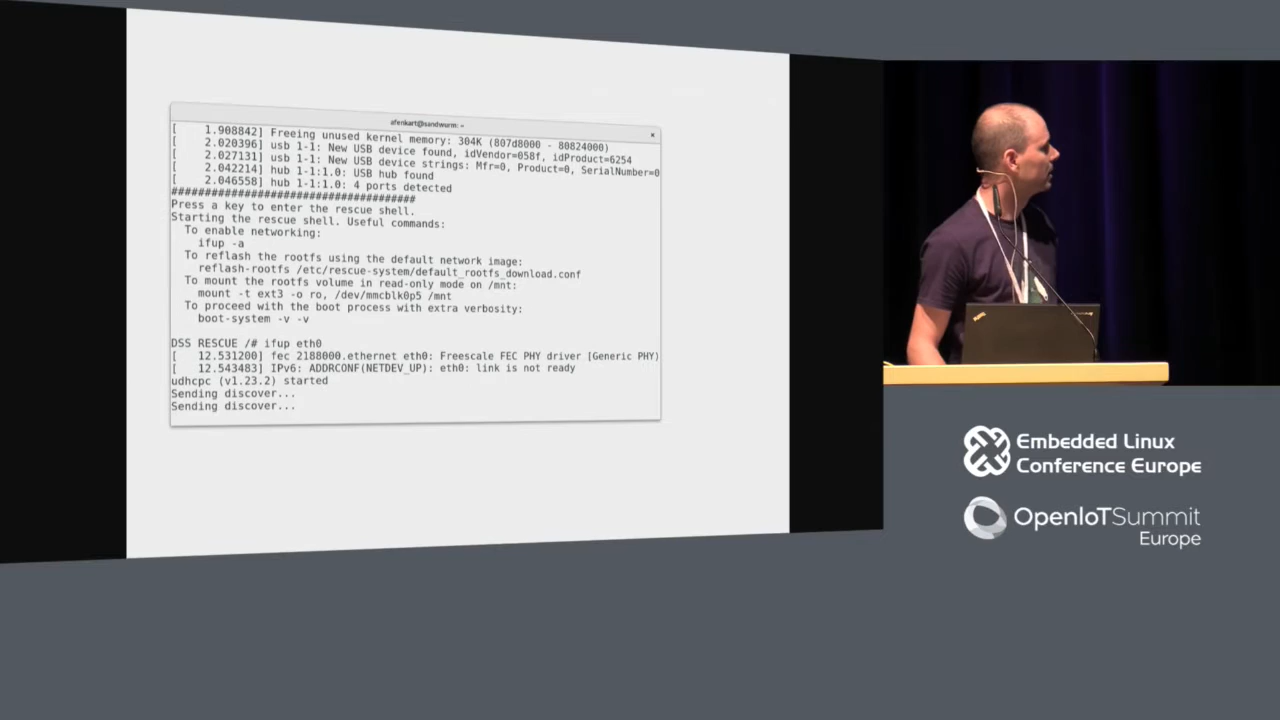 afenkart@sandwurm: ~
[    1.908842] Freeing unused kernel memory: 304K (807d8000 - 80824000)
[    2.020396] usb 1-1: New USB device found, idVendor=058f, idProduct=6254
[    2.027131] usb 1-1: New USB device strings: Mfr=0, Product=0, SerialNumber=0
[    2.042214] hub 1-1:1.0: USB hub found
[    2.046558] hub 1-1:1.0: 4 ports detected
#####################################
Press a key to enter the rescue shell.
Starting the rescue shell. Useful commands:
  To enable networking:
    ifup -a
  To reflash the rootfs using the default network image:
    reflash-rootfs /etc/rescue-system/default_rootfs_download.conf
  To mount the rootfs volume in read-only mode on /mnt:
    mount -t ext3 -o ro, /dev/mmcblk0p5 /mnt
  To proceed with the boot process with extra verbosity:
    boot-system -v -v
DSS RESCUE /# ifup eth0
[   12.531200] fec 2188000.ethernet eth0: Freescale FEC PHY driver [Generic PHY)
[   12.543483] IPv6: ADDRCONF(NETDEV_UP): eth0: link is not ready
udhcpc (v1.23.2) started
Sending discover...
Sending discover...
Embedded Linux
Conference Europe
OpenIoTSummit
Europe